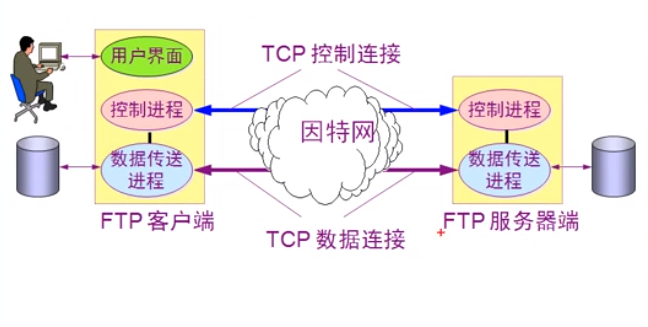 TCP 控制连接
用户界面
控制进程
因特网
控制进程
数据传送
进程
数据传送
进程
FTP 客户端
TCP 数据连接
FTP 服务器端